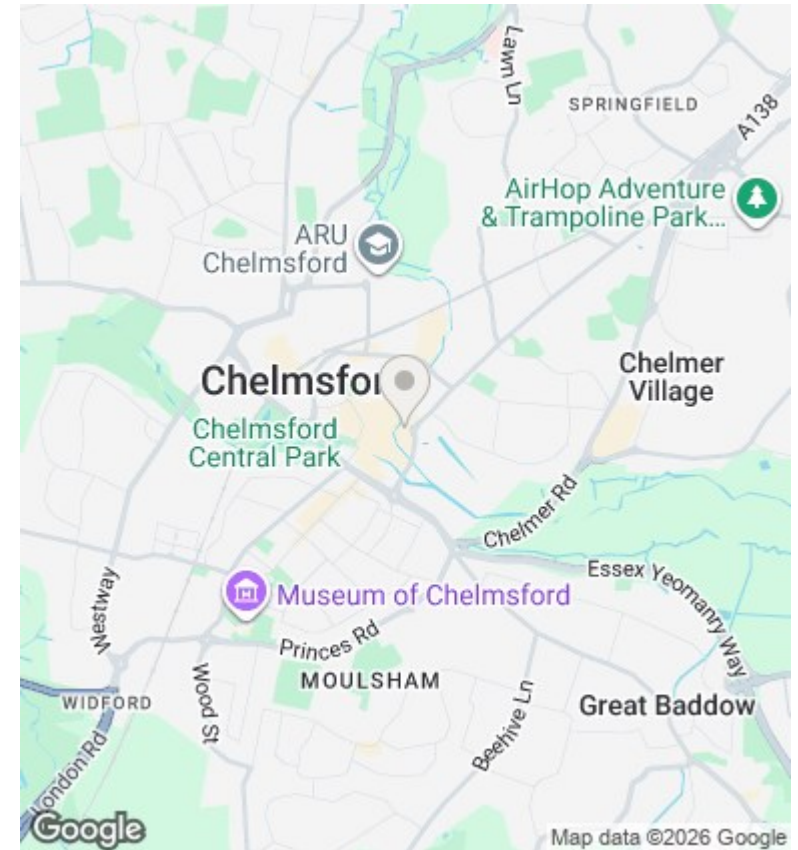 Lawn Ln
SPRINGFIELD
A138
AirHop Adventure
& Trampoline Park...
ARU
Chelmsford
Chelmer
Village
Chelmsfor
Chelmsford
Central Park
Chelmer Rd
Essex Yeomanry Way
Westway
Museum of Chelmsford
Princes Rd
MOULSHAM
WIDFORD
Wood St
Beehive Ln
Great Baddow
London Rd
Google
Map data ©2026 Google